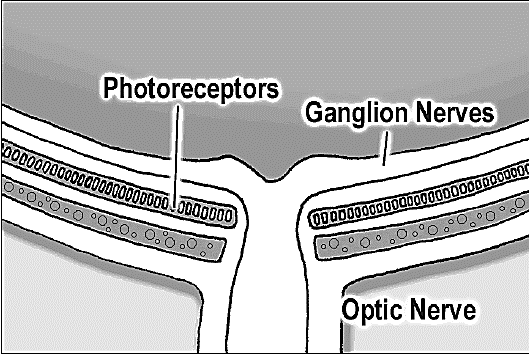 Photoreceptors
Ganglion Nerves
Optic Nerve